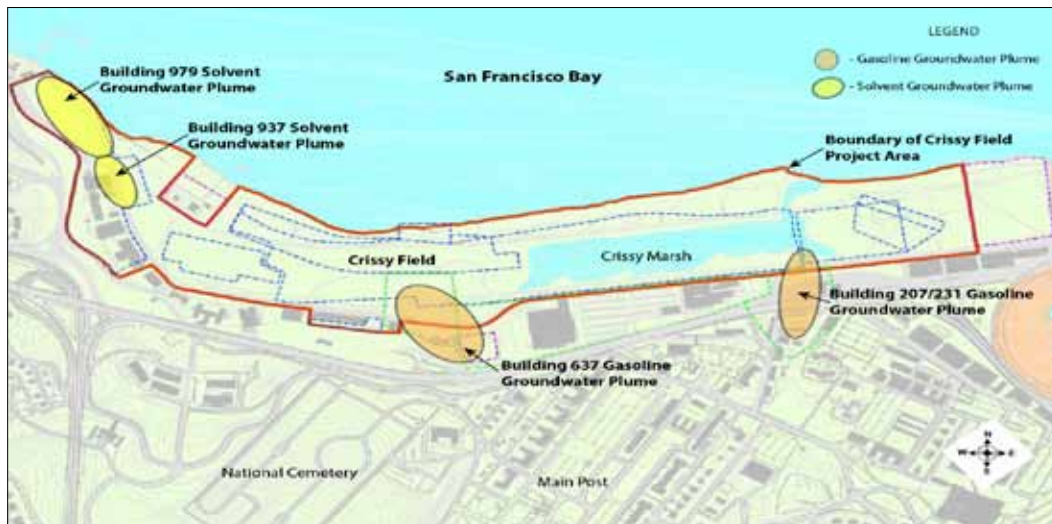 LEGEND
- Gasoline Groundwater Plume
- Solvent Groundwater Plume
Building 979 Solvent
Groundwater Plume
San Francisco Bay
Building 937 Solvent
Groundwater Plume
Boundary of Crissy Field
Project Area
Crissy Field
Crissy Marsh
Building 207/231 Gasoline
Groundwater Plume
Building 637 Gasoline
Groundwater Plume
National Cemetery
Main Post
N
W
E
S